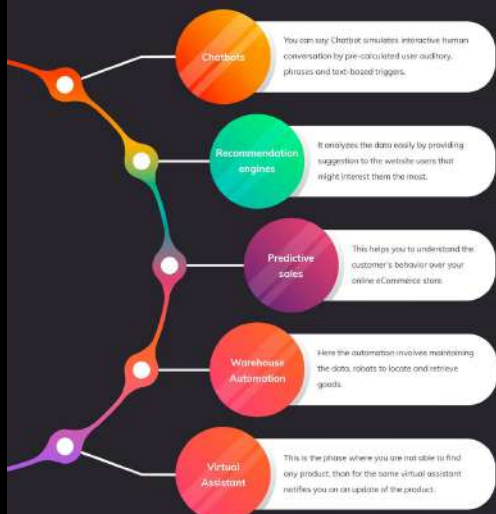 Chatbots
You can say Chatbot simulates interactive human
conversation by pre-calculated user auditory,
phrases and text-based triggers.
Recommendation
engines
It analyzes the data easily by providing
suggestion to the website users that
might interest them the most.
Predictive
sales
This helps you to understand the
customer's behavior over your
online eCommerce store.
Warehouse
Automation
Here the automation involves maintaining
the data, robots to locate and retrieve
goods.
Virtual
Assistant
This is the phase where you are not able to find
any product, than for the same virtual assistant
notifies you on an update of the product.